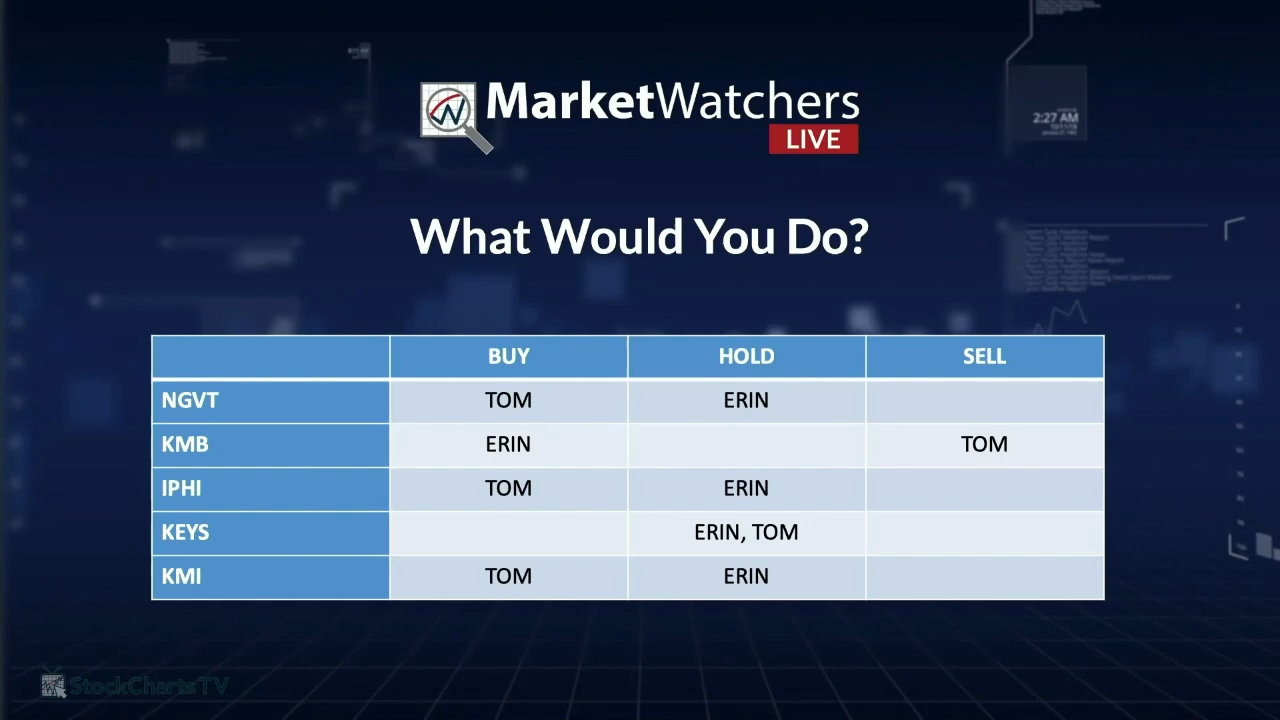 MarketWatchers
LIVE
2:27 AM
What Would You Do?
BUY HOLD SELL
NGVT TOM ERIN
KMB ERIN TOM
IPHI TOM ERIN
KEYS ERIN, TOM
KMI TOM ERIN
StockChartsTV